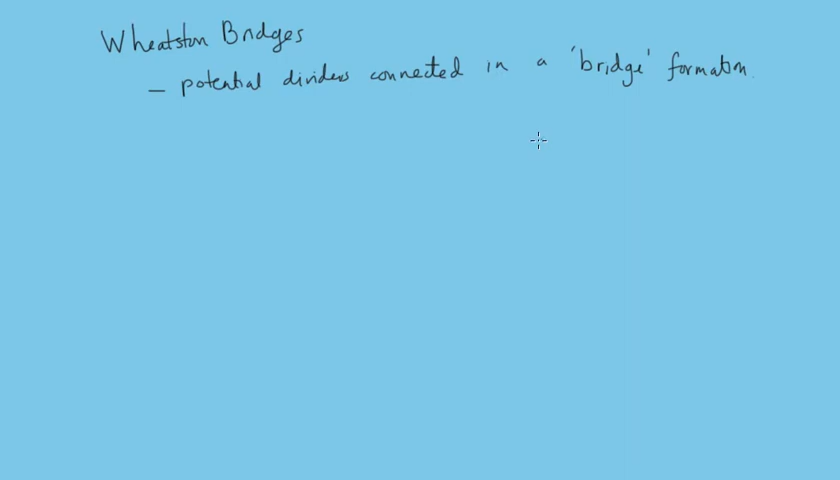 Wheatston Bridges
– potential dividers connected in a 'bridge' formation.